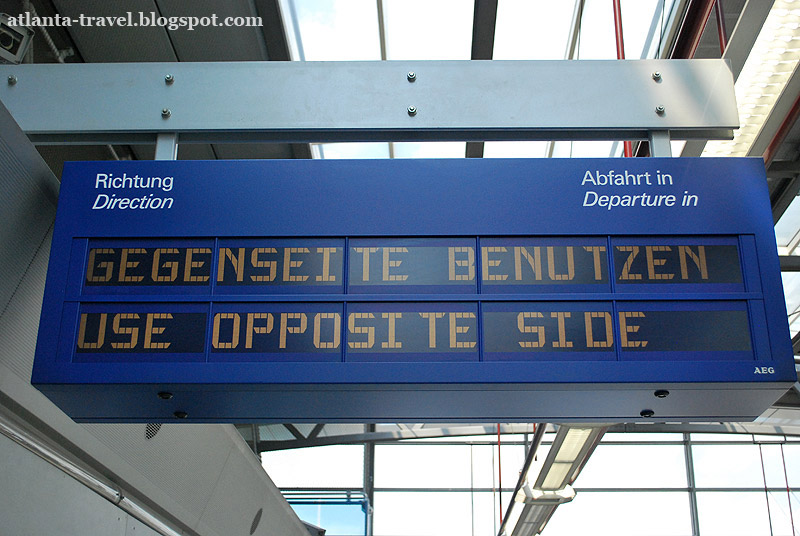 atlanta-travel.blogspot.com
Richtung
Direction
Abfahrt in
Departure in
GEGENSEITE BENUTZEN
USE OPPOSITE SIDE
AEG